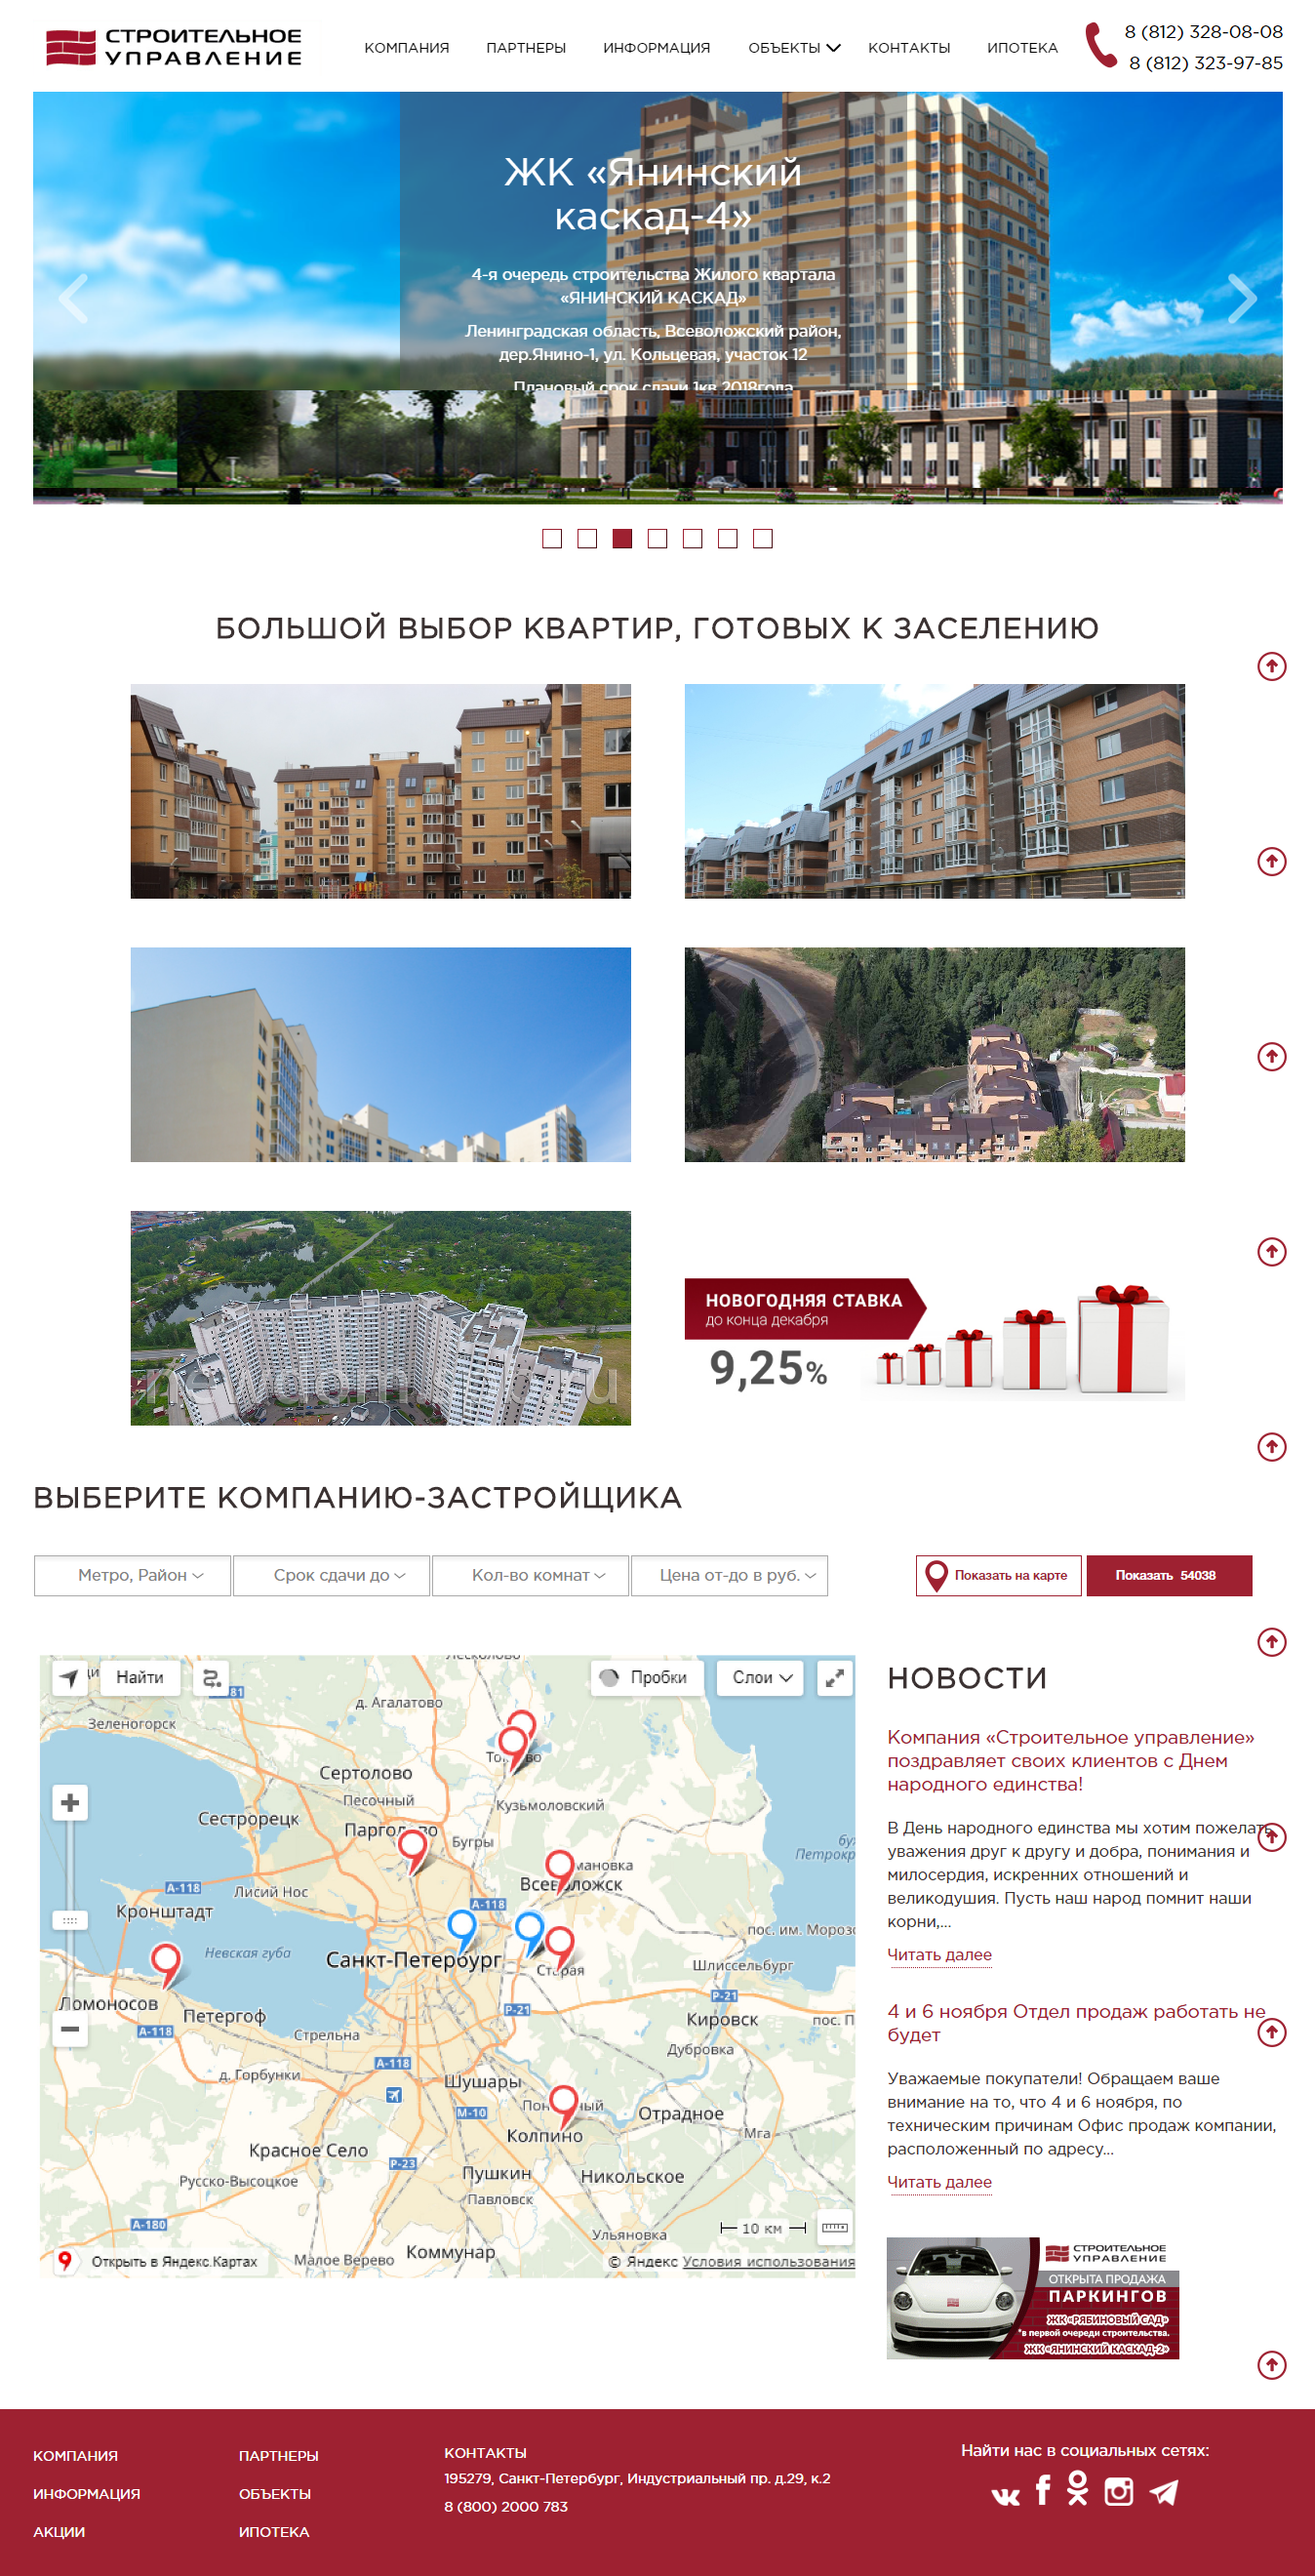 СТРОИТЕЛЬНОЕ
УПРАВЛЕНИЕ
КОМПАНИЯ ПАРТНЕРЫ ИНФОРМАЦИЯ ОБЪЕКТЫ КОНТАКТЫ ИПОТЕКА
8 (812) 328-08-08
8 (812) 323-97-85
ЖК «Янинский
каскад-4»
4-я очередь строительства Жилого квартала
«ЯНИНСКИЙ КАСКАД»
Ленинградская область, Всеволожский район,
дер.Янино-1, ул. Кольцевая, участок 12
Плановый срок сдачи 1кв.2018года
БОЛЬШОЙ ВЫБОР КВАРТИР, ГОТОВЫХ К ЗАСЕЛЕНИЮ
НОВОГОДНЯЯ СТАВКА
до конца декабря
9,25%
ВЫБЕРИТЕ КОМПАНИЮ-ЗАСТРОЙЩИКА
Метро, Район
Срок сдачи до
Кол-во комнат
Цена от-до в руб.
Показать на карте
Показать 54038
Найти
Пробки
Слои
81
д. Агалатово
Зеленогорск
Сертолово
Песочный
Кузьмоловский
Сестрорецк
Бугры
А-118
Лисий Нос
А-118
Кронштадт
пос. им. Морозо
Невская губа
Санкт-Петербург
Старая
Шлиссельбург
Ломоносов
Петергоф
Р-21
Р-21
Кировск
пос. П
А-118
Стрельна
Дубровка
А-118
д. Горбунки
Шушары
М-10
Отрадное
Колпино
Мга
Красное Село
Р-23
Пушкин
Никольское
Русско-Высоцкое
Павловск
А-180
Ульяновка
10 км
Открыть в Яндекс.Картах
Малое Верево
Коммунар
© Яндекс Условия использования
НОВОСТИ
Компания «Строительное управление»
поздравляет своих клиентов с Днем
народного единства!
В День народного единства мы хотим пожелать
уважения друг к другу и добра, понимания и
милосердия, искренних отношений и
великодушия. Пусть наш народ помнит наши
корни,...
Читать далее
4 и 6 ноября Отдел продаж работать не
будет
Уважаемые покупатели! Обращаем ваше
внимание на то, что 4 и 6 ноября, по
техническим причинам Офис продаж компании,
расположенный по адресу...
Читать далее
СТРОИТЕЛЬНОЕ
УПРАВЛЕНИЕ
ОТКРЫТА ПРОДАЖА
ПАРКИНГОВ
ЖК «РЯБИНОВЫЙ САД»
*в первой очереди строительства.
ЖК «ЯНИНСКИЙ КАСКАД-2»
КОМПАНИЯ
ИНФОРМАЦИЯ
АКЦИИ
ПАРТНЕРЫ
ОБЪЕКТЫ
ИПОТЕКА
КОНТАКТЫ
195279, Санкт-Петербург, Индустриальный пр. д.29, к.2
8 (800) 2000 783
Найти нас в социальных сетях: